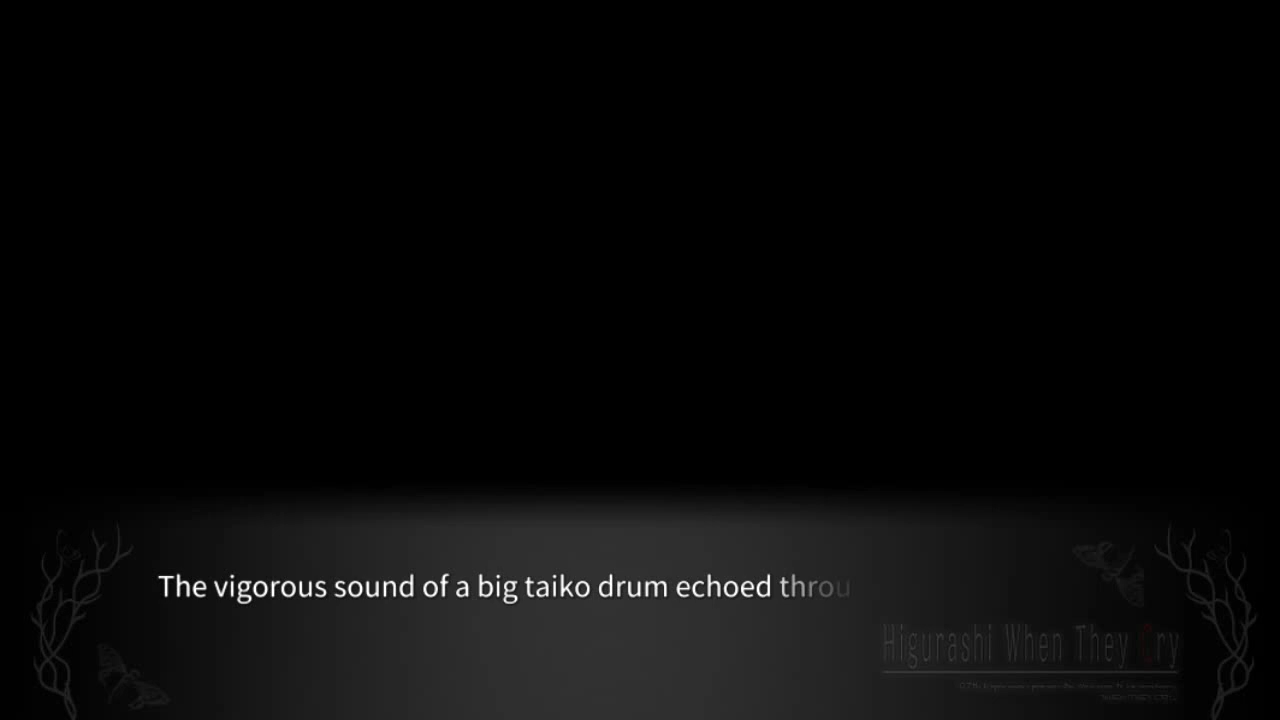 The vigorous sound of a big taiko drum echoed throu
Higurashi When They Cry